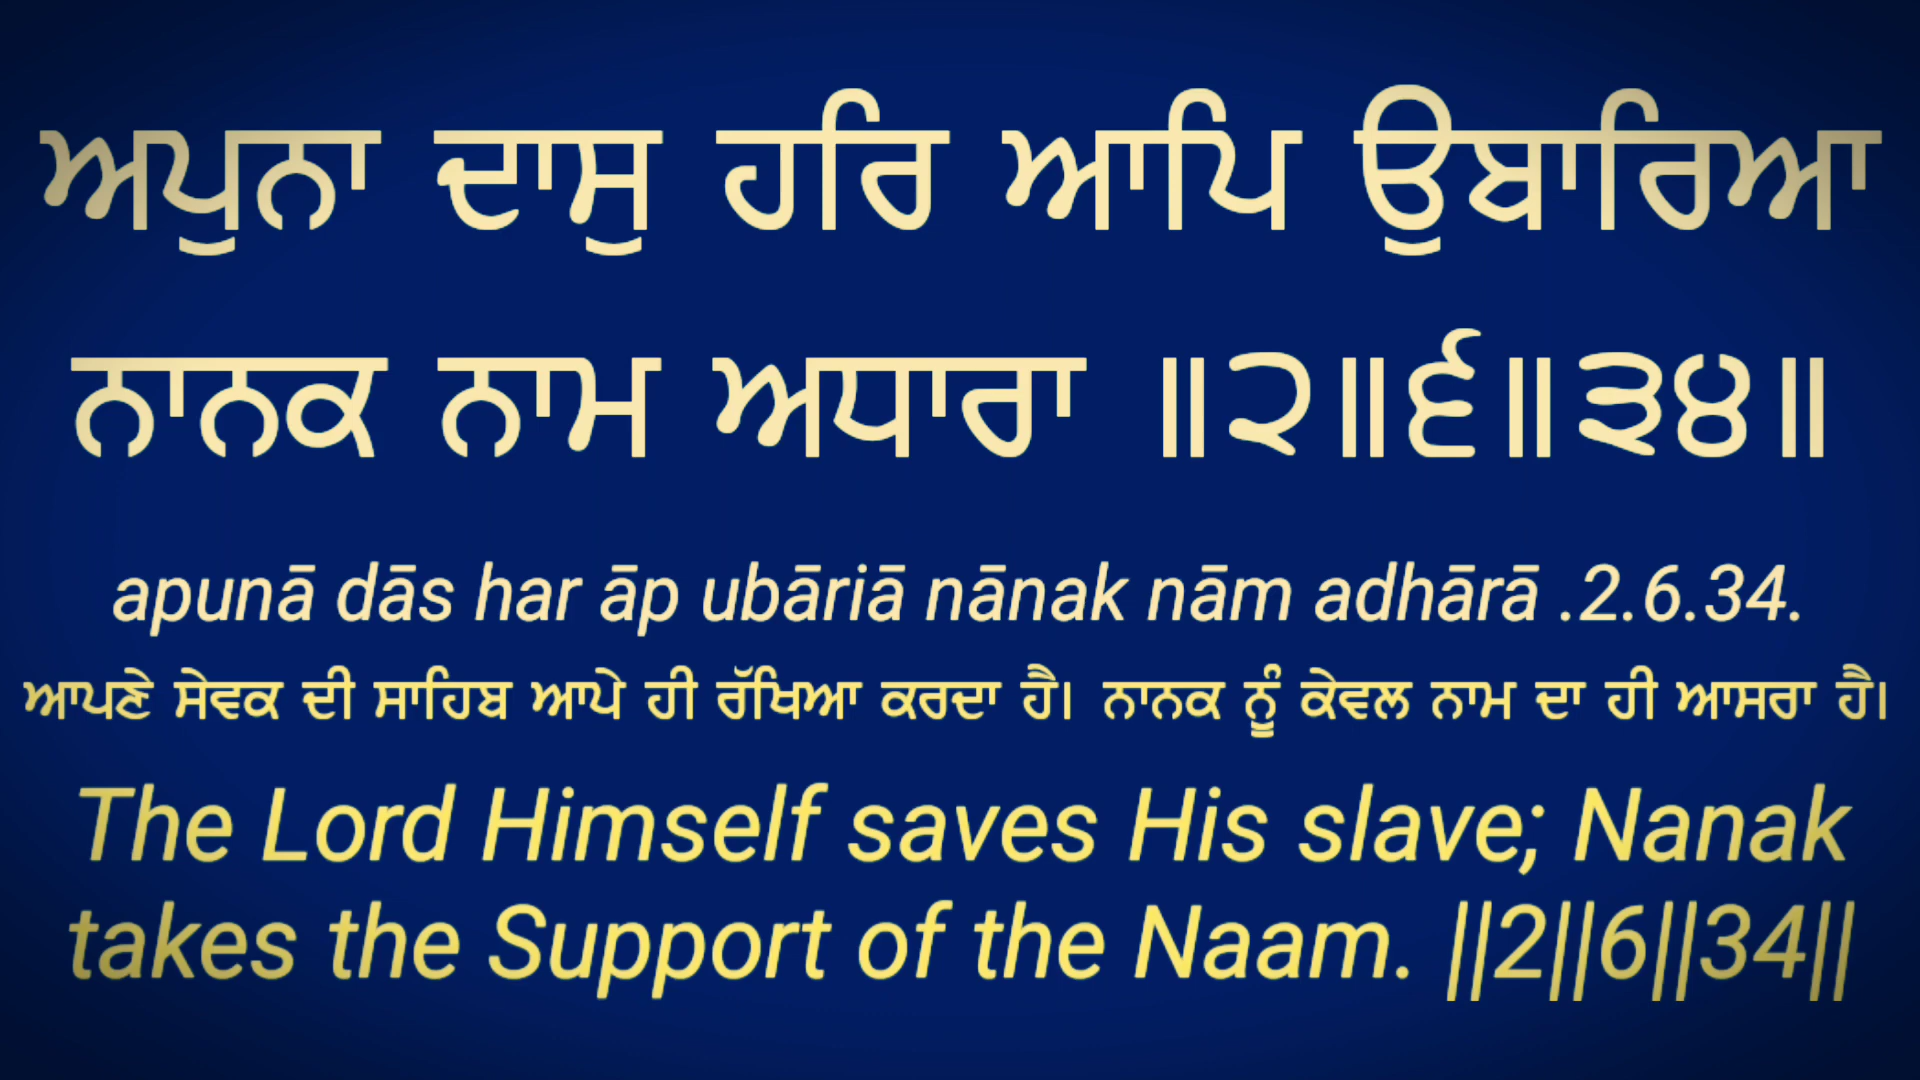 ਅਪੁਨਾ ਦਾਸੁ ਹਰਿ ਆਪਿ ਉਬਾਰਿਆ
ਨਾਨਕ ਨਾਮ ਅਧਾਰਾ ॥੨॥੬॥੩੪॥
apunā dās har āp ubāriā nānak nām adhārā .2.6.34.
ਆਪਣੇ ਸੇਵਕ ਦੀ ਸਾਹਿਬ ਆਪੇ ਹੀ ਰੱਖਿਆ ਕਰਦਾ ਹੈ। ਨਾਨਕ ਨੂੰ ਕੇਵਲ ਨਾਮ ਦਾ ਹੀ ਆਸਰਾ ਹੈ।
The Lord Himself saves His slave; Nanak
takes the Support of the Naam. ||2||6||34||